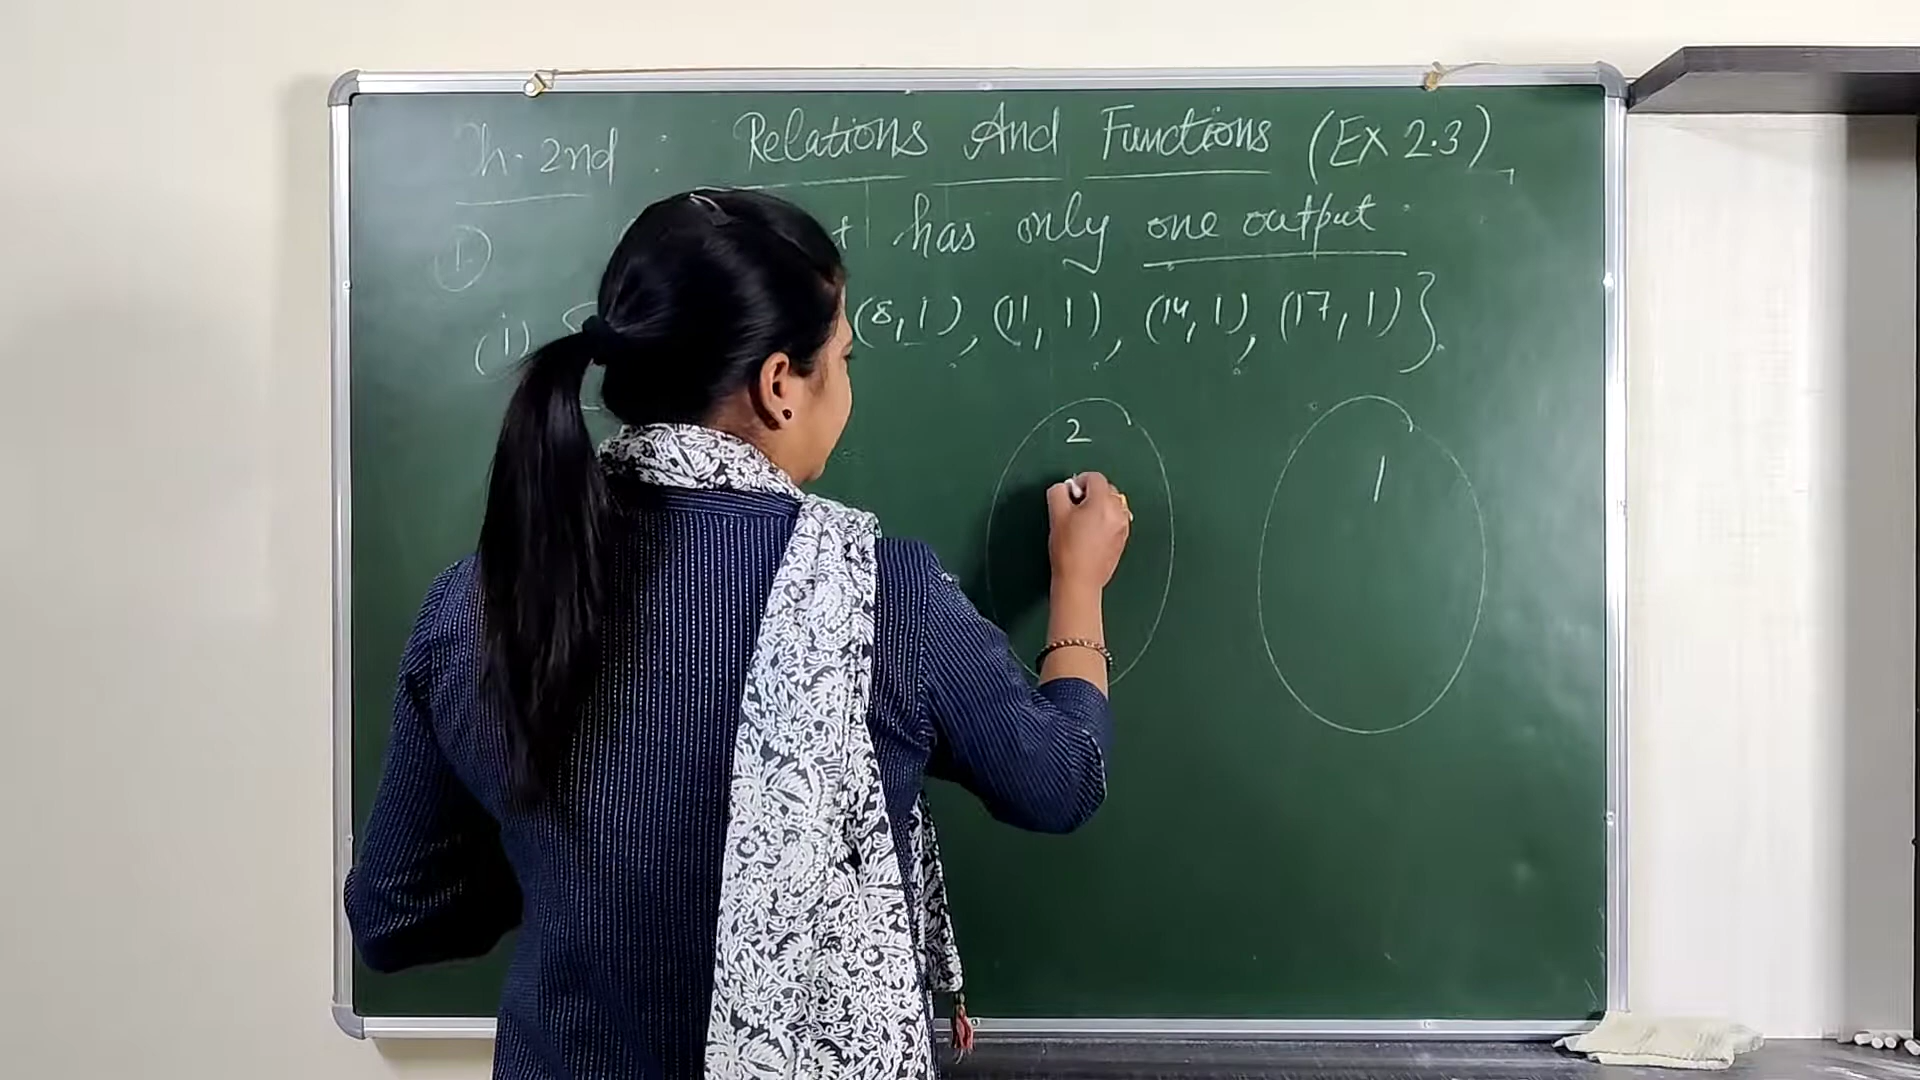 Ch. 2nd : Relations And Functions (Ex 2.3)
1. has only one output.
(i) (8, 1), (11, 1), (14, 1), (17, 1)}.
2 1